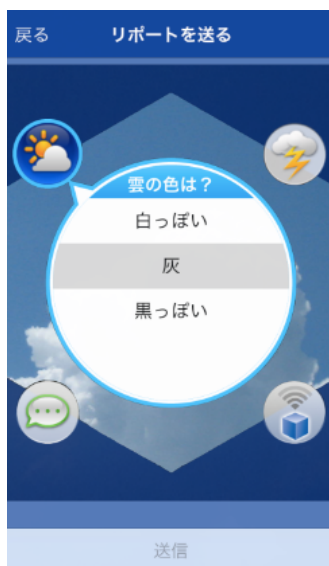 戻る リポートを送る
雲の色は？
白っぽい
灰
黒っぽい
送信